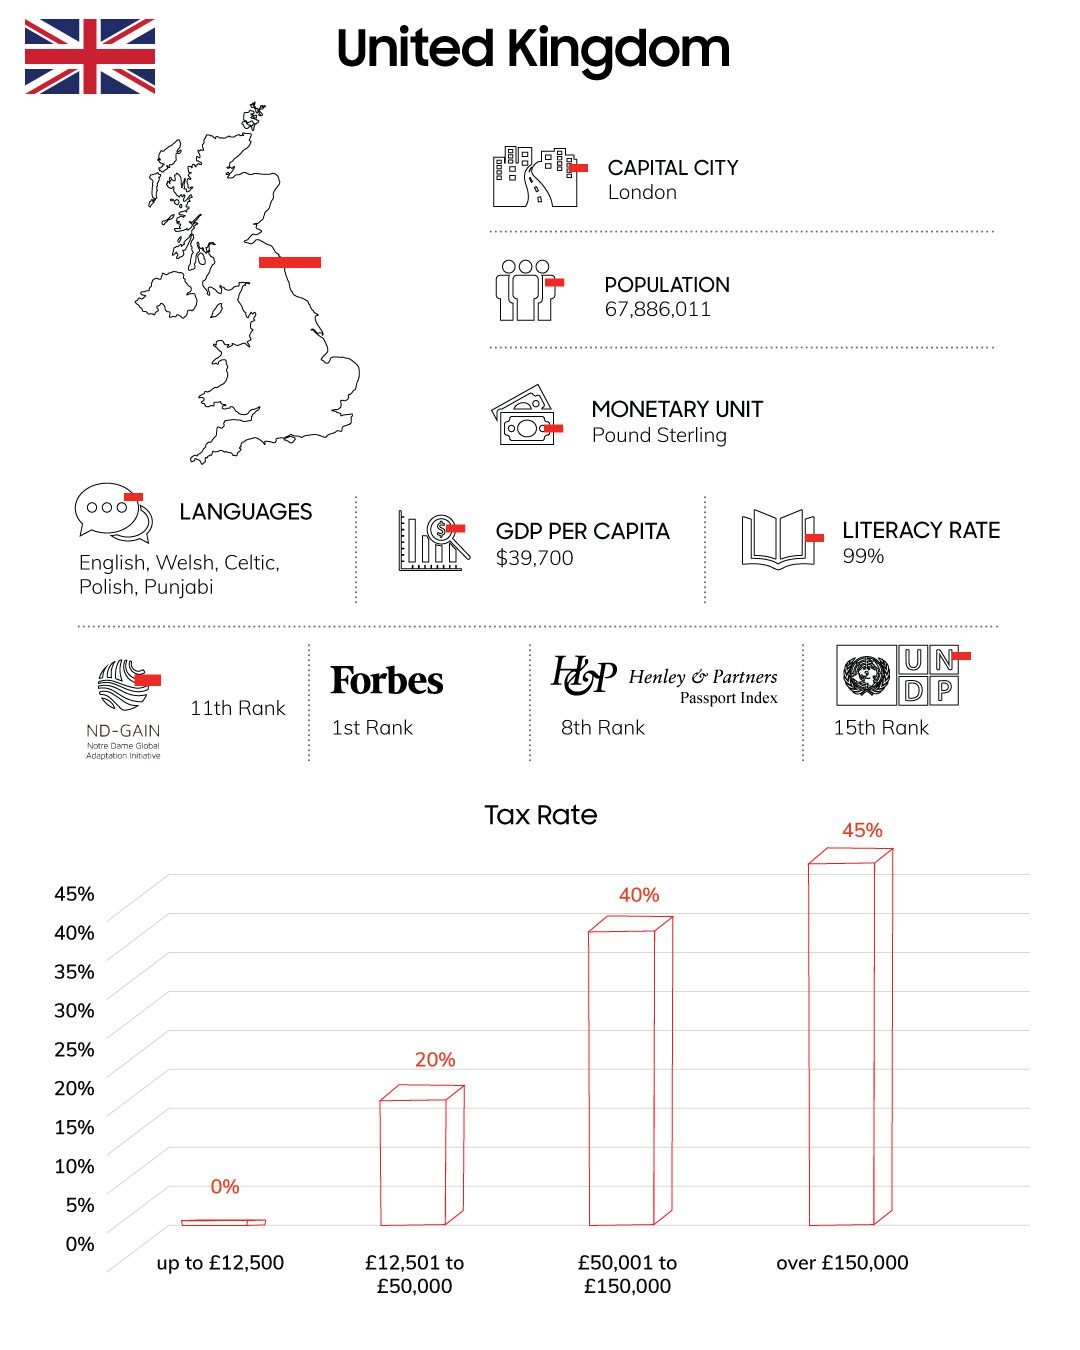 United Kingdom
CAPITAL CITY
London
POPULATION
67,886,011
MONETARY UNIT
Pound Sterling
LANGUAGES
English, Welsh, Celtic,
Polish, Punjabi
GDP PER CAPITA
$39,700
LITERACY RATE
99%
ND-GAIN
Notre Dame Global
Adaptation Initiative
11th Rank
Forbes
1st Rank
H&P Henley & Partners
Passport Index
8th Rank
U N
D P
15th Rank
Tax Rate
45%
40%
35%
30%
25%
20%
15%
10%
5%
0%
0%
20%
40%
45%
up to £12,500
£12,501 to
£50,000
£50,001 to
£150,000
over £150,000